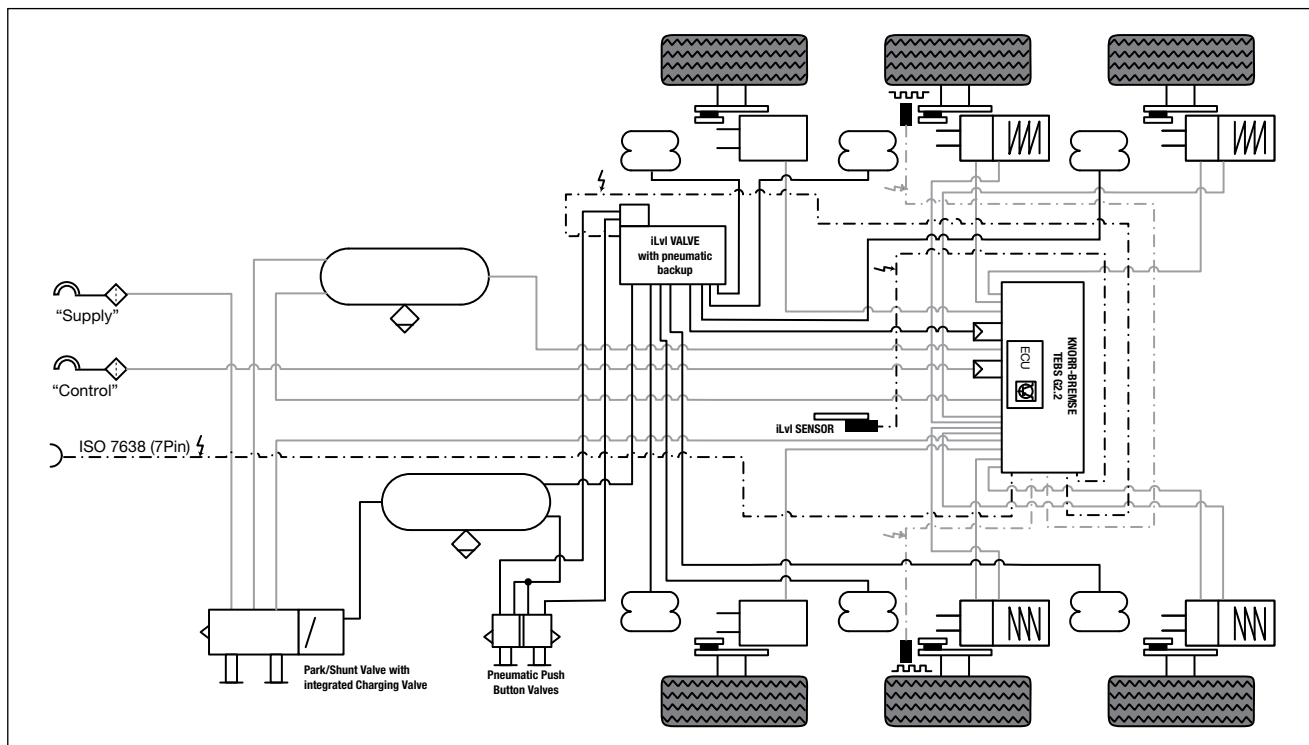 iLvl VALVE
with pneumatic
backup
“Supply”
“Control”
KNORR-BREMSE
TEBS G2.2
ECU
iLvl SENSOR
ISO 7638 (7Pin)
Park/Shunt Valve with
integrated Charging Valve
Pneumatic Push
Button Valves